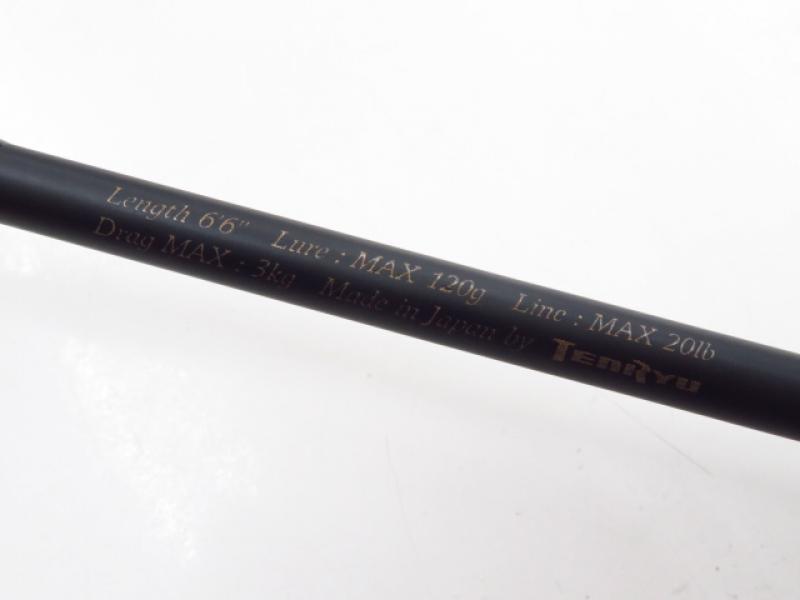 Length 6'6" Lure : MAX 120g Line : MAX 20lb
Drag MAX : 3kg Made in Japan by TENRYU